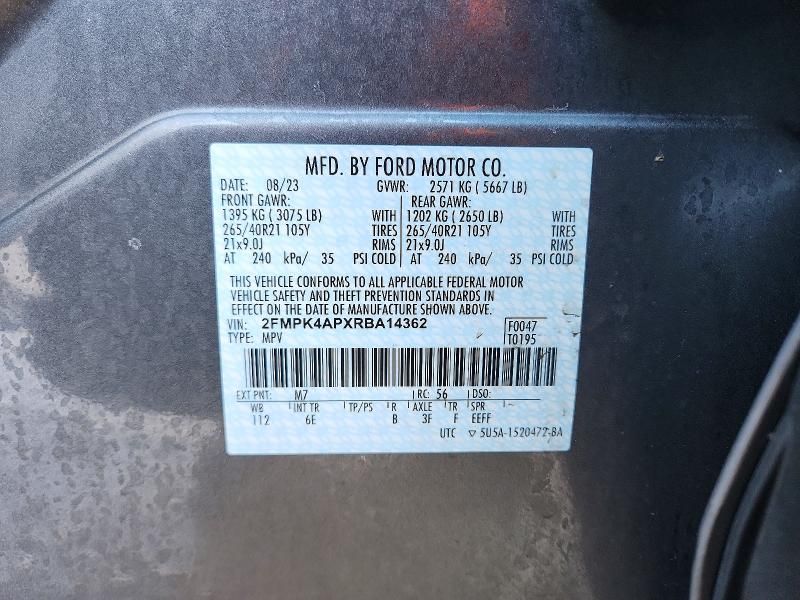 MFD. BY FORD MOTOR CO.
DATE: 08/23 GVWR: 2571 KG ( 5667 LB)
FRONT GAWR: REAR GAWR:
1395 KG ( 3075 LB) WITH 1202 KG ( 2650 LB) WITH
265/40R21 105Y TIRES 265/40R21 105Y TIRES
21x9.0J RIMS 21x9.0J RIMS
AT 240 kPa/ 35 PSI COLD AT 240 kPa/ 35 PSI COLD
THIS VEHICLE CONFORMS TO ALL APPLICABLE FEDERAL MOTOR
VEHICLE SAFETY AND THEFT PREVENTION STANDARDS IN
EFFECT ON THE DATE OF MANUFACTURE SHOWN ABOVE.
VIN: 2FMPK4APXRBA14362 F0047
TYPE: MPV T0195
EXT PNT: M7 RC: 56 DSO:
WB INT TR TP/PS R AXLE TR SPR
112 6E B 3F F EEFF
UTC ▽ 5U5A-1520472-BA